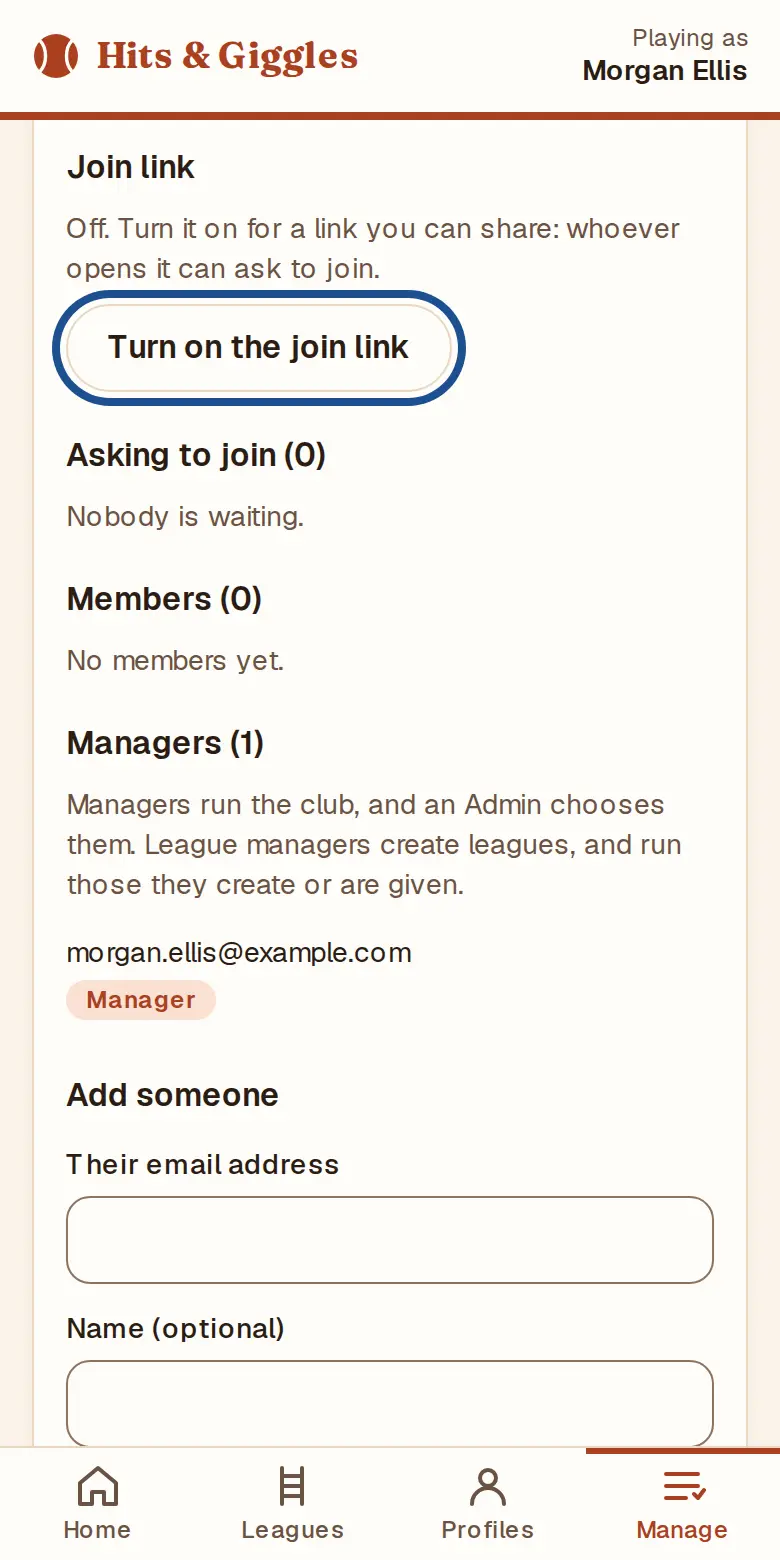 Hits & Giggles
Playing as
Morgan Ellis
Join link
Off. Turn it on for a link you can share: whoever
opens it can ask to join.
Turn on the join link
Asking to join (0)
Nobody is waiting.
Members (0)
No members yet.
Managers (1)
Managers run the club, and an Admin chooses
them. League managers create leagues, and run
those they create or are given.
morgan.ellis@example.com
Manager
Add someone
Their email address
Name (optional)
Home
Leagues
Profiles
Manage